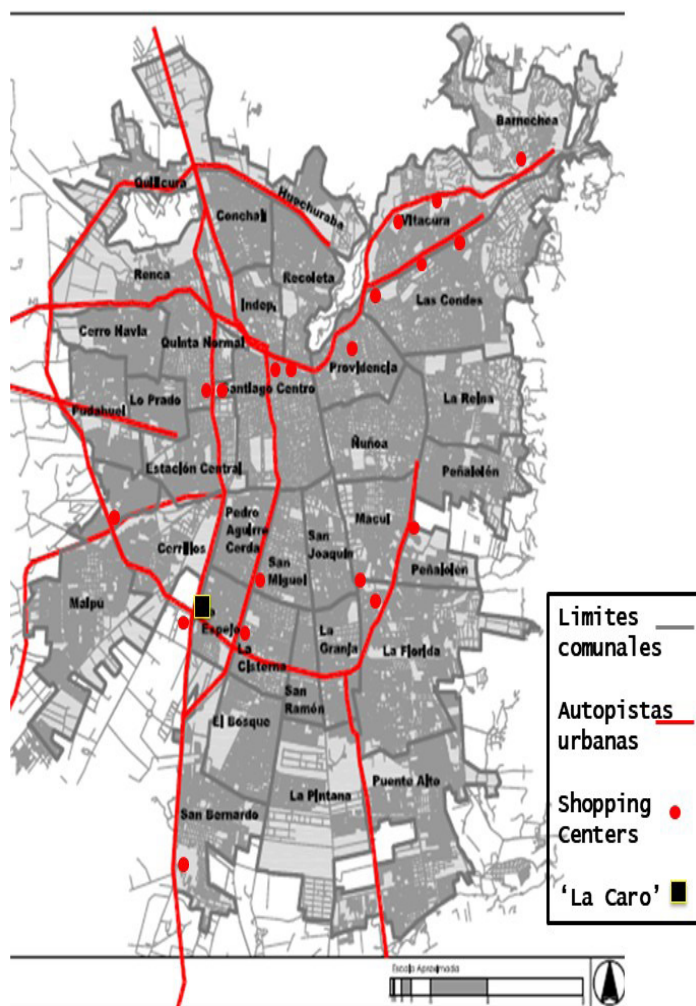 Barnechea
Quilicura
Huechuraba
Conchalí
Vitacura
Renca
Recoleta
Las Condes
Indep.
Cerro Navia
Quinta Normal
Providencia
Santiago Centro
Lo Prado
La Reina
Pudahuel
Ñuñoa
Estación Central
Peñalolén
Pedro
Aguirre
Cerda
Macul
San
Joaquín
Cerrillos
San
Miguel
Peñalolén
Maipú
Espejo
La
Granja
La
Cisterna
La Florida
San
Ramón
El Bosque
Puente Alto
La Pintana
San Bernardo
Limites
comunales
Autopistas
urbanas
Shopping
Centers
'La Caro'
Escala Aproximada